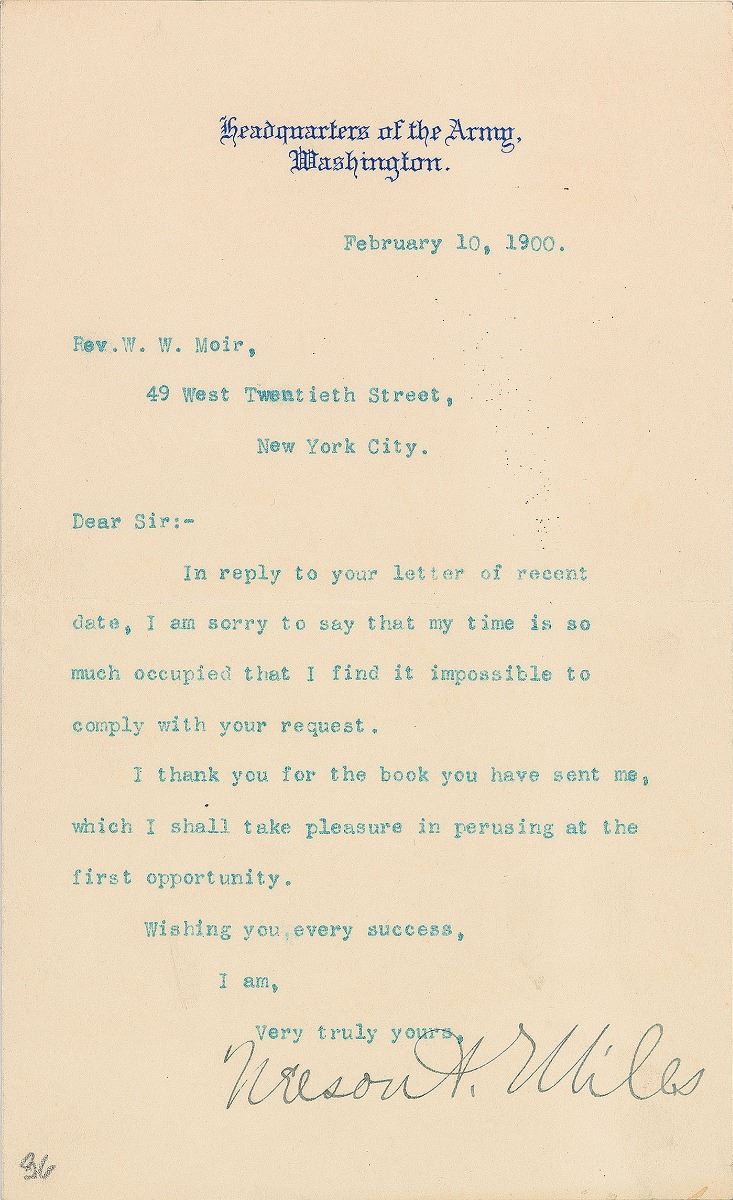 Headquarters of the Army,
Washington.
February 10, 1900.
Rev.W. W. Moir,
49 West Twentieth Street,
New York City.
Dear Sir:-
In reply to your letter of recent
date, I am sorry to say that my time is so
much occupied that I find it impossible to
comply with your request.
I thank you for the book you have sent me,
which I shall take pleasure in perusing at the
first opportunity.
Wishing you,every success,
I am,
Very truly yours,
Nelson A. Miles